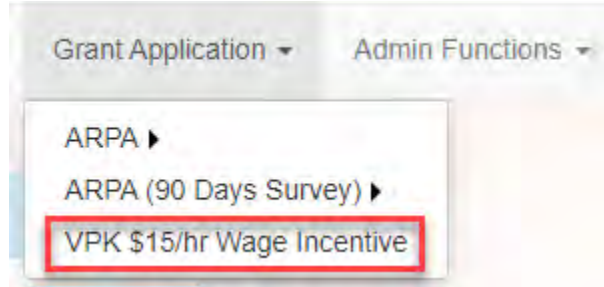 Grant Application Admin Functions
ARPA
ARPA (90 Days Survey)
VPK $15/hr Wage Incentive